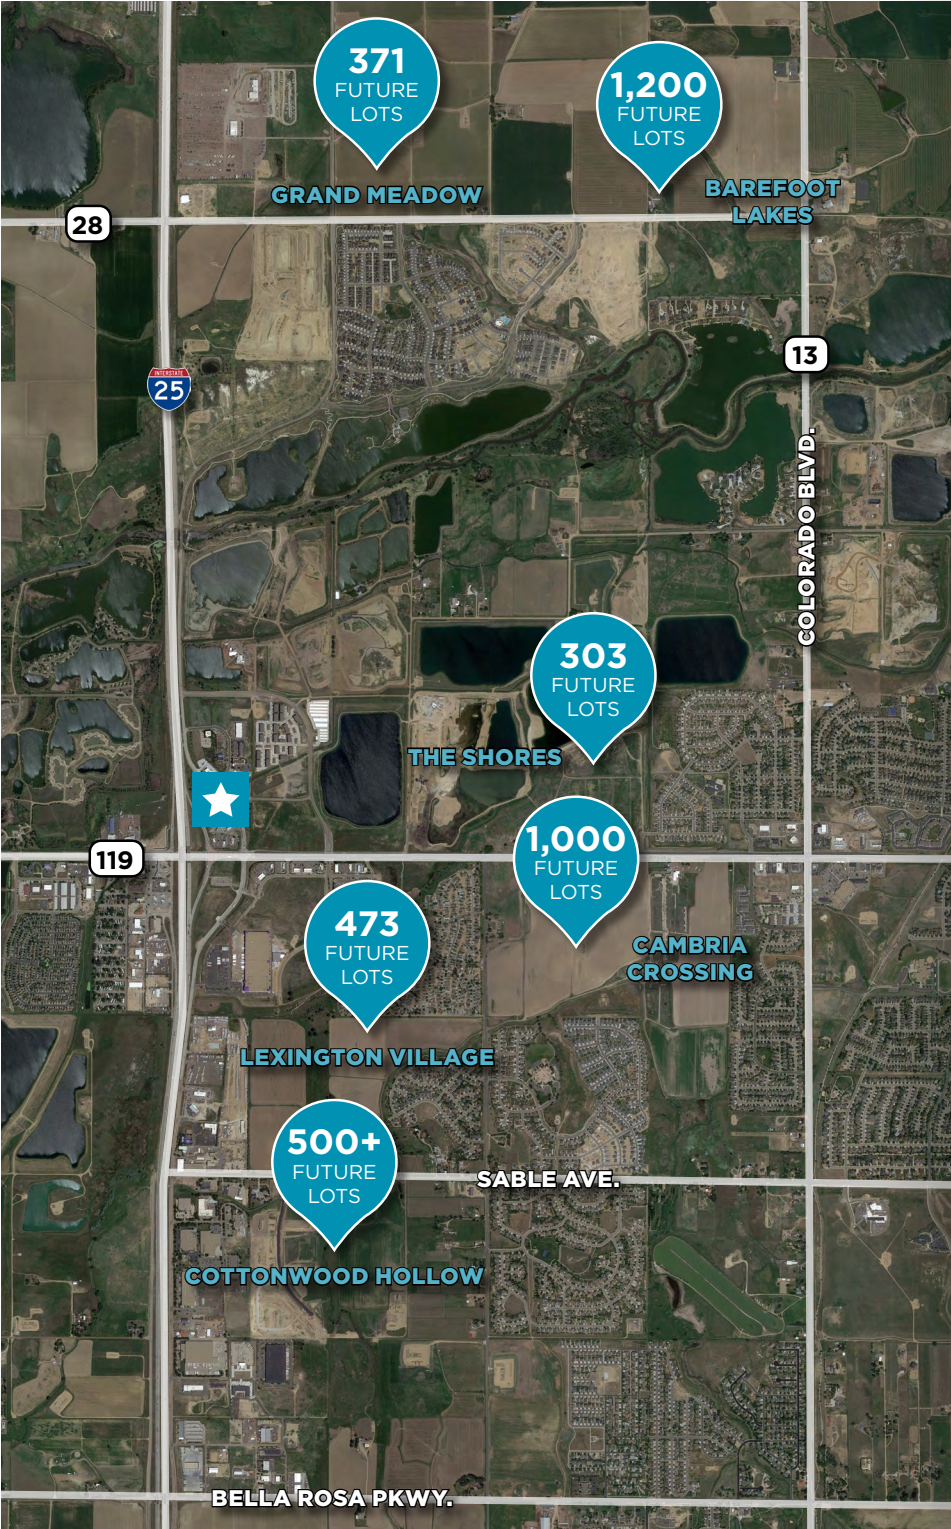 371
FUTURE
LOTS
1,200
FUTURE
LOTS
GRAND MEADOW
BAREFOOT
LAKES
28
13
INTERSTATE
25
COLORADO BLVD.
303
FUTURE
LOTS
THE SHORES
1,000
FUTURE
LOTS
119
473
FUTURE
LOTS
CAMBRIA
CROSSING
LEXINGTON VILLAGE
500+
FUTURE
LOTS
SABLE AVE.
COTTONWOOD HOLLOW
BELLA ROSA PKWY.